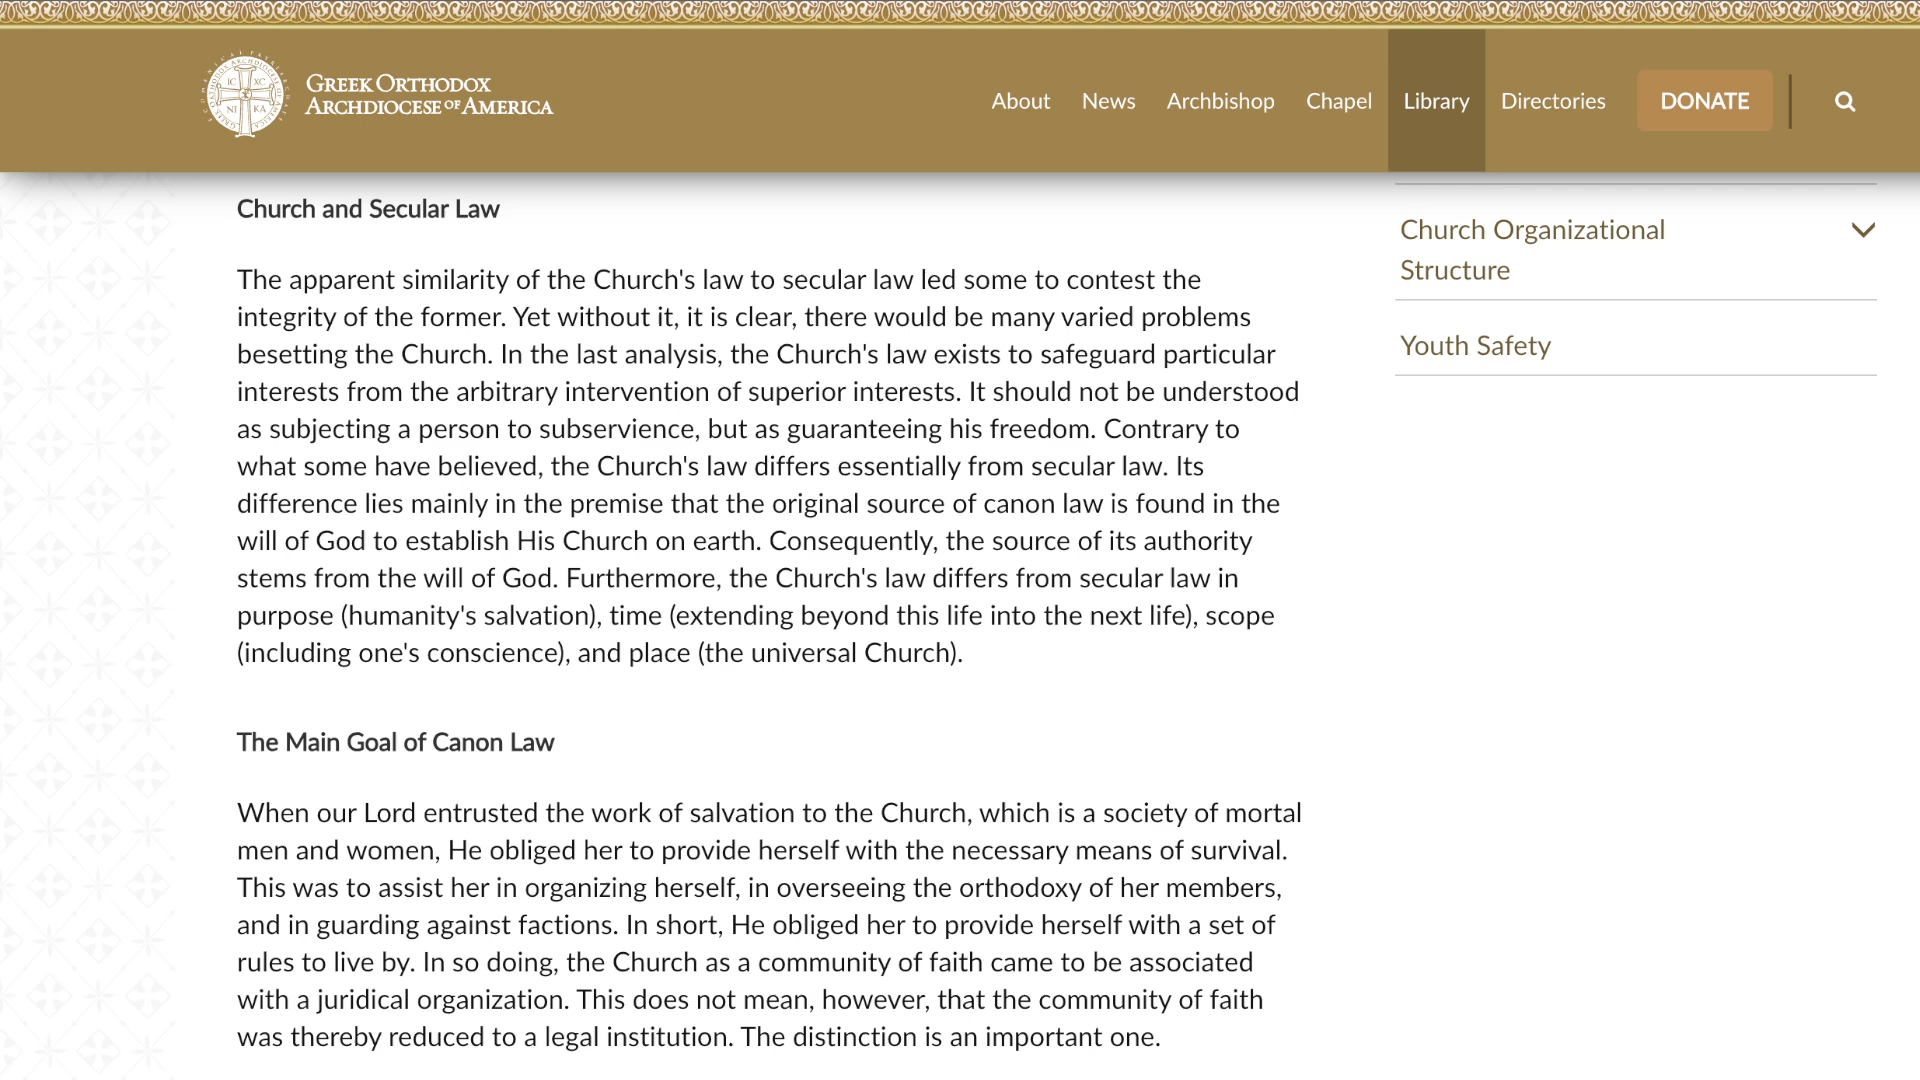 GREEK ORTHODOX
ARCHDIOCESE OF AMERICA
IC XC
NI KA
About News Archbishop Chapel Library Directories DONATE
Church and Secular Law
The apparent similarity of the Church's law to secular law led some to contest the
integrity of the former. Yet without it, it is clear, there would be many varied problems
besetting the Church. In the last analysis, the Church's law exists to safeguard particular
interests from the arbitrary intervention of superior interests. It should not be understood
as subjecting a person to subservience, but as guaranteeing his freedom. Contrary to
what some have believed, the Church's law differs essentially from secular law. Its
difference lies mainly in the premise that the original source of canon law is found in the
will of God to establish His Church on earth. Consequently, the source of its authority
stems from the will of God. Furthermore, the Church's law differs from secular law in
purpose (humanity's salvation), time (extending beyond this life into the next life), scope
(including one's conscience), and place (the universal Church).
The Main Goal of Canon Law
When our Lord entrusted the work of salvation to the Church, which is a society of mortal
men and women, He obliged her to provide herself with the necessary means of survival.
This was to assist her in organizing herself, in overseeing the orthodoxy of her members,
and in guarding against factions. In short, He obliged her to provide herself with a set of
rules to live by. In so doing, the Church as a community of faith came to be associated
with a juridical organization. This does not mean, however, that the community of faith
was thereby reduced to a legal institution. The distinction is an important one.
Church Organizational
Structure
Youth Safety